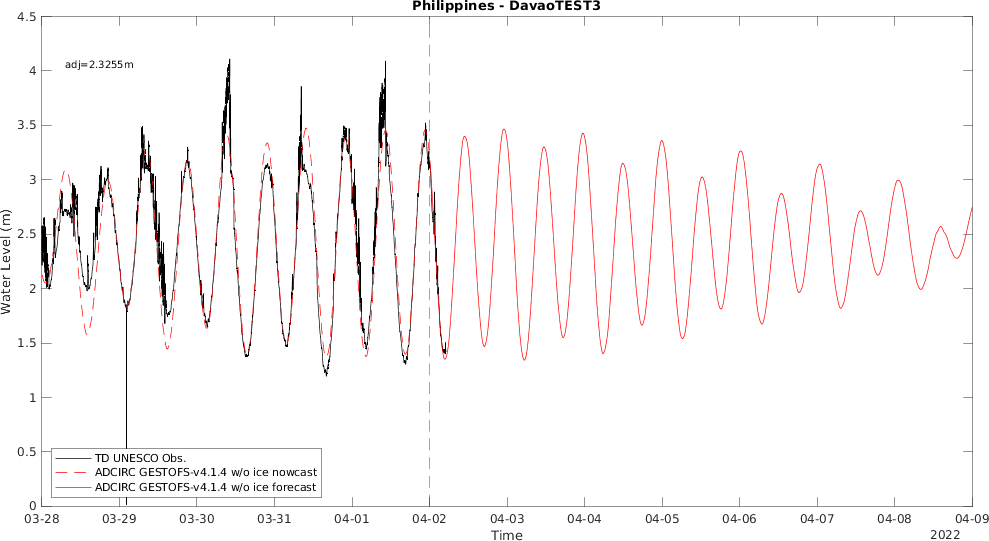 Philippines - DavaoTEST3
4.5
adj=2.3255m
4
3.5
3
2.5
2
1.5
1
0.5
0
Water Level (m)
TD UNESCO Obs.
ADCIRC GESTOFS-v4.1.4 w/o ice nowcast
ADCIRC GESTOFS-v4.1.4 w/o ice forecast
03-28 03-29 03-30 03-31 04-01 04-02 04-03 04-04 04-05 04-06 04-07 04-08 04-09
Time
2022